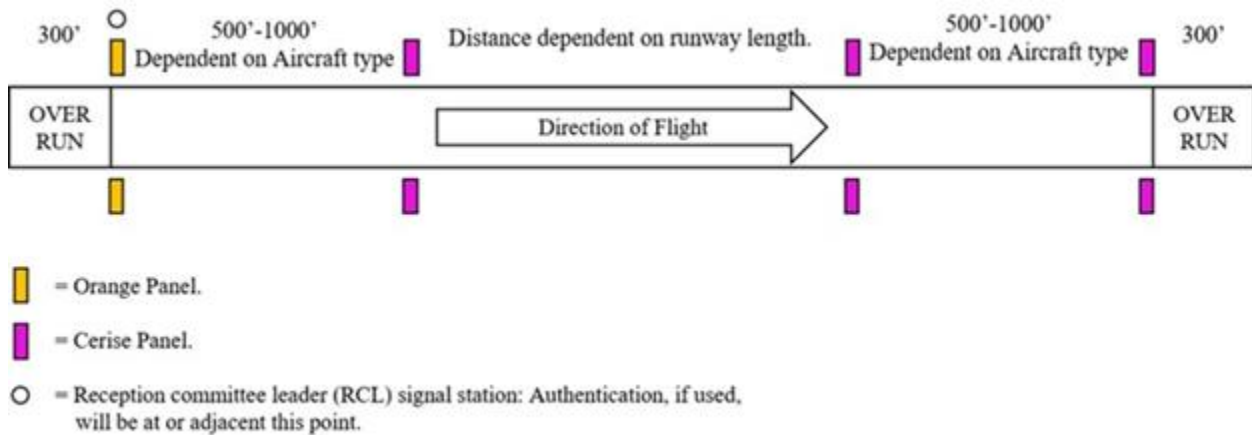 300'
500'-1000'
Dependent on Aircraft type
Distance dependent on runway length.
500'-1000'
Dependent on Aircraft type
300'
OVER
RUN
Direction of Flight
OVER
RUN
= Orange Panel.
= Cerise Panel.
= Reception committee leader (RCL) signal station: Authentication, if used,
will be at or adjacent this point.